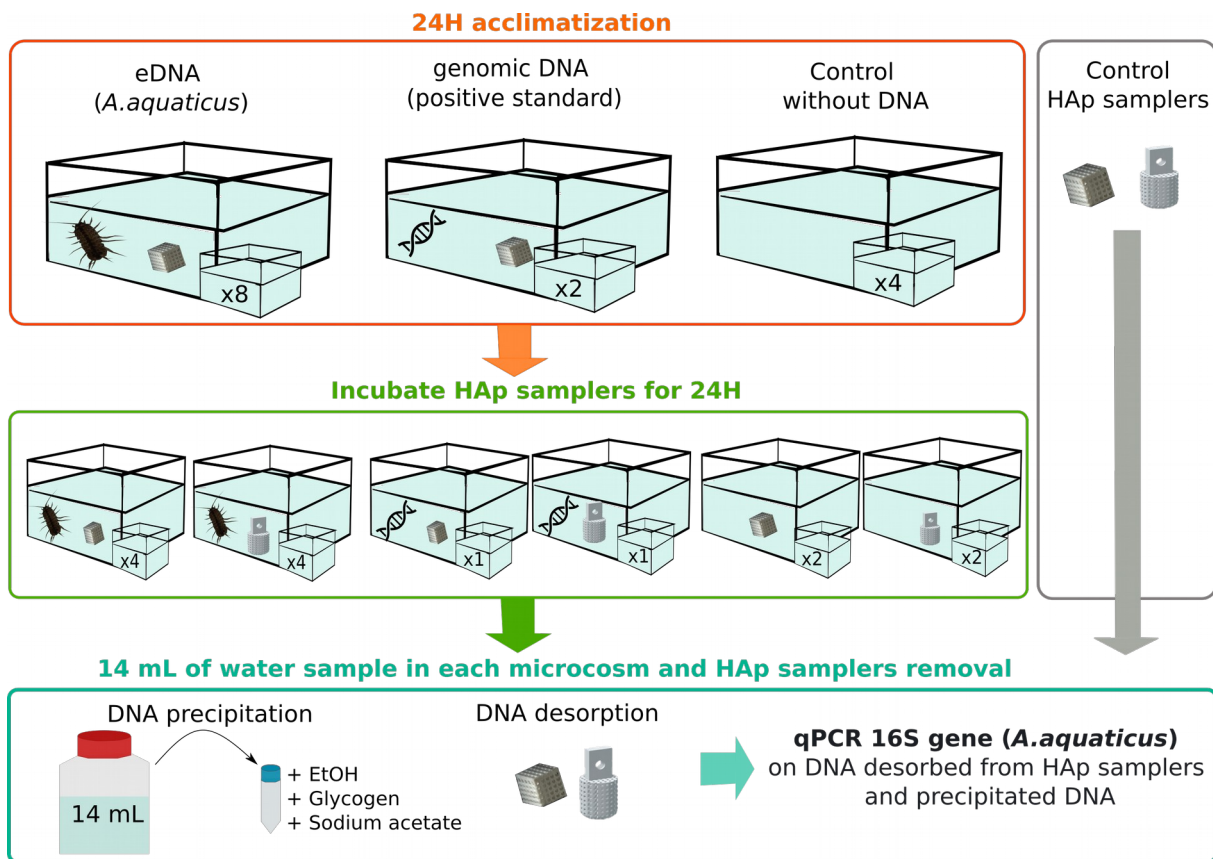 24H acclimatization
eDNA
(A.aquaticus)
genomic DNA
(positive standard)
Control
without DNA
Control
HAp samplers
x8
x2
x4
Incubate HAp samplers for 24H
x4
x4
x1
x1
x2
x2
14 mL of water sample in each microcosm and HAp samplers removal
DNA precipitation
14 mL
+ EtOH
+ Glycogen
+ Sodium acetate
DNA desorption
qPCR 16S gene (A.aquaticus)
on DNA desorbed from HAp samplers
and precipitated DNA